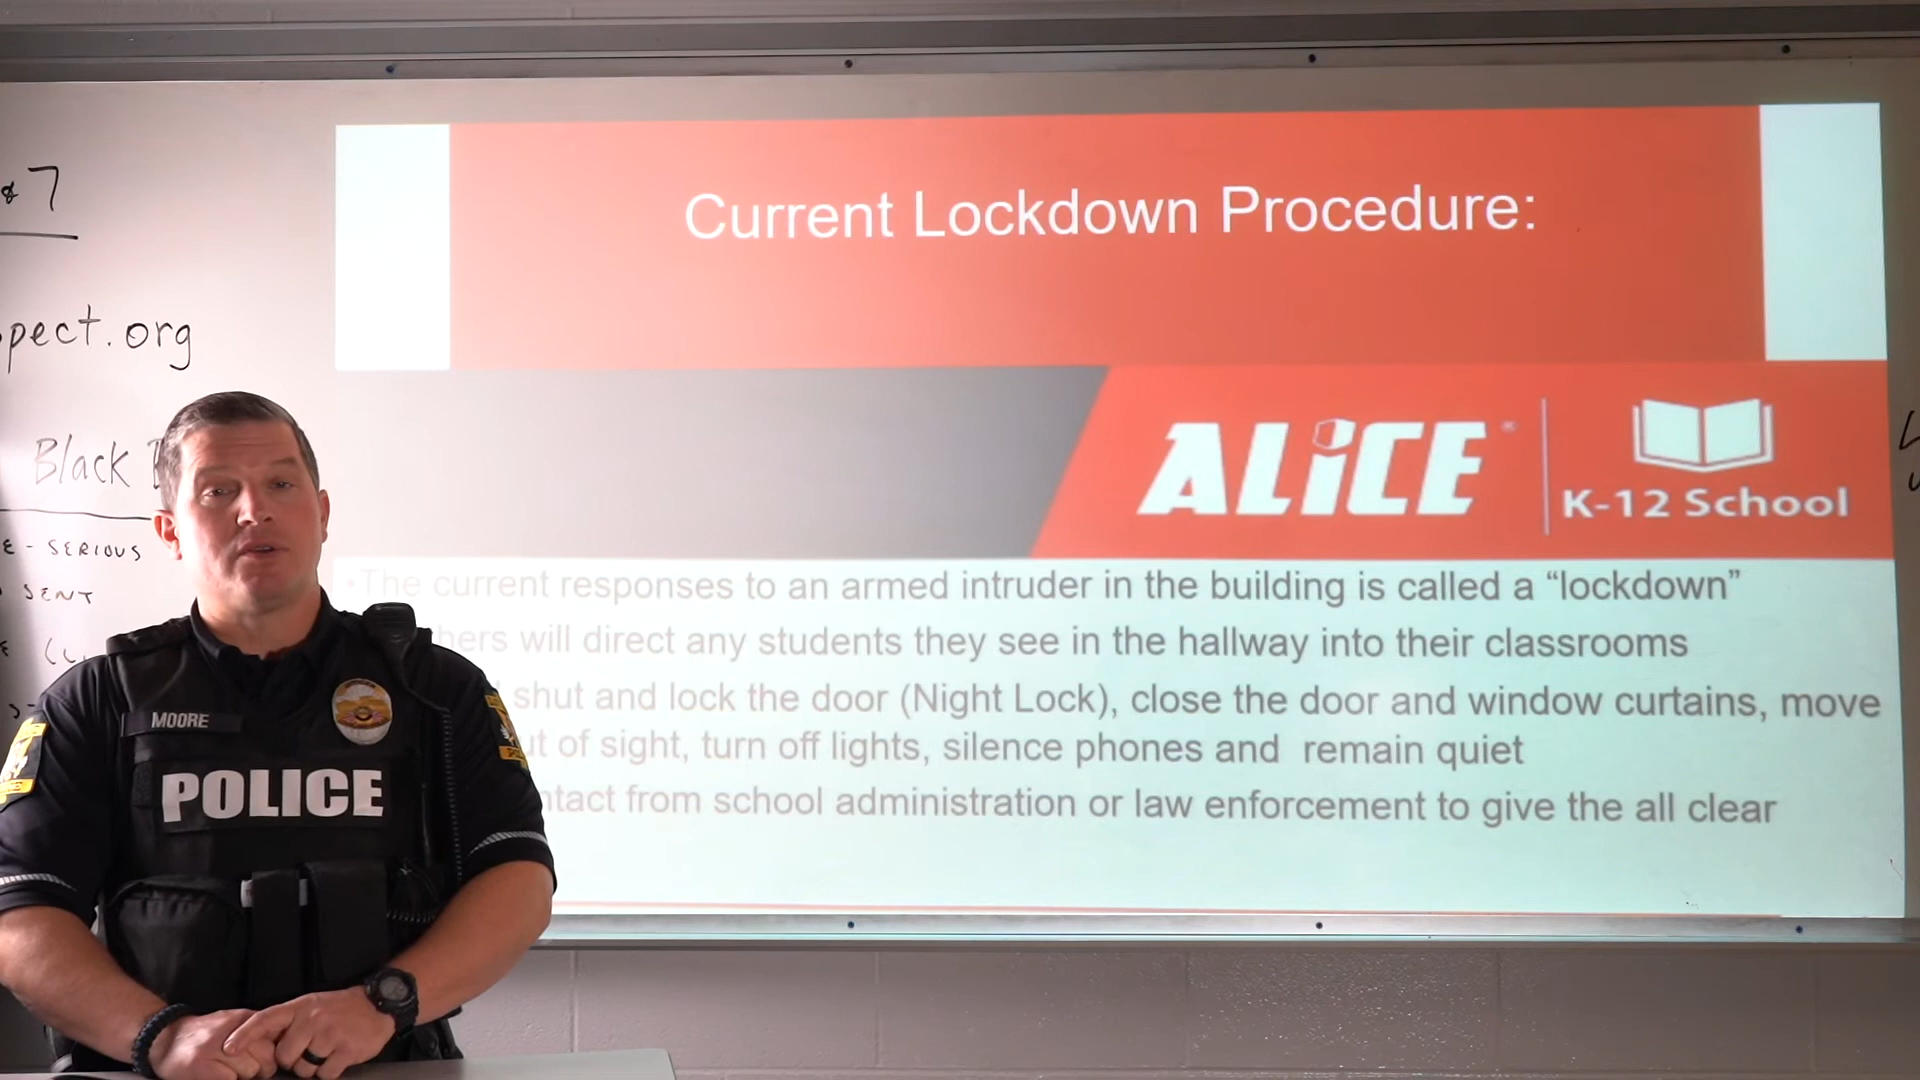 7
pect.org
Black
- SERIOUS
SENT
Current Lockdown Procedure:
ALiCE®
K-12 School
•The current responses to an armed intruder in the building is called a “lockdown”
will direct any students they see in the hallway into their classrooms
shut and lock the door (Night Lock), close the door and window curtains, move
of sight, turn off lights, silence phones and remain quiet
from school administration or law enforcement to give the all clear
MOORE
POLICE